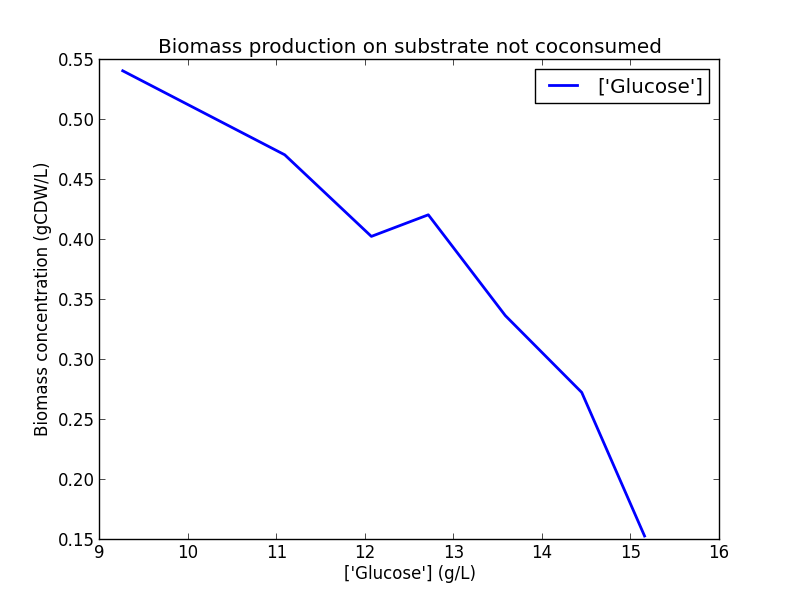 Biomass production on substrate not coconsumed
['Glucose']
Biomass concentration (gCDW/L)
0.55
0.50
0.45
0.40
0.35
0.30
0.25
0.20
0.15
9 10 11 12 13 14 15 16
['Glucose'] (g/L)